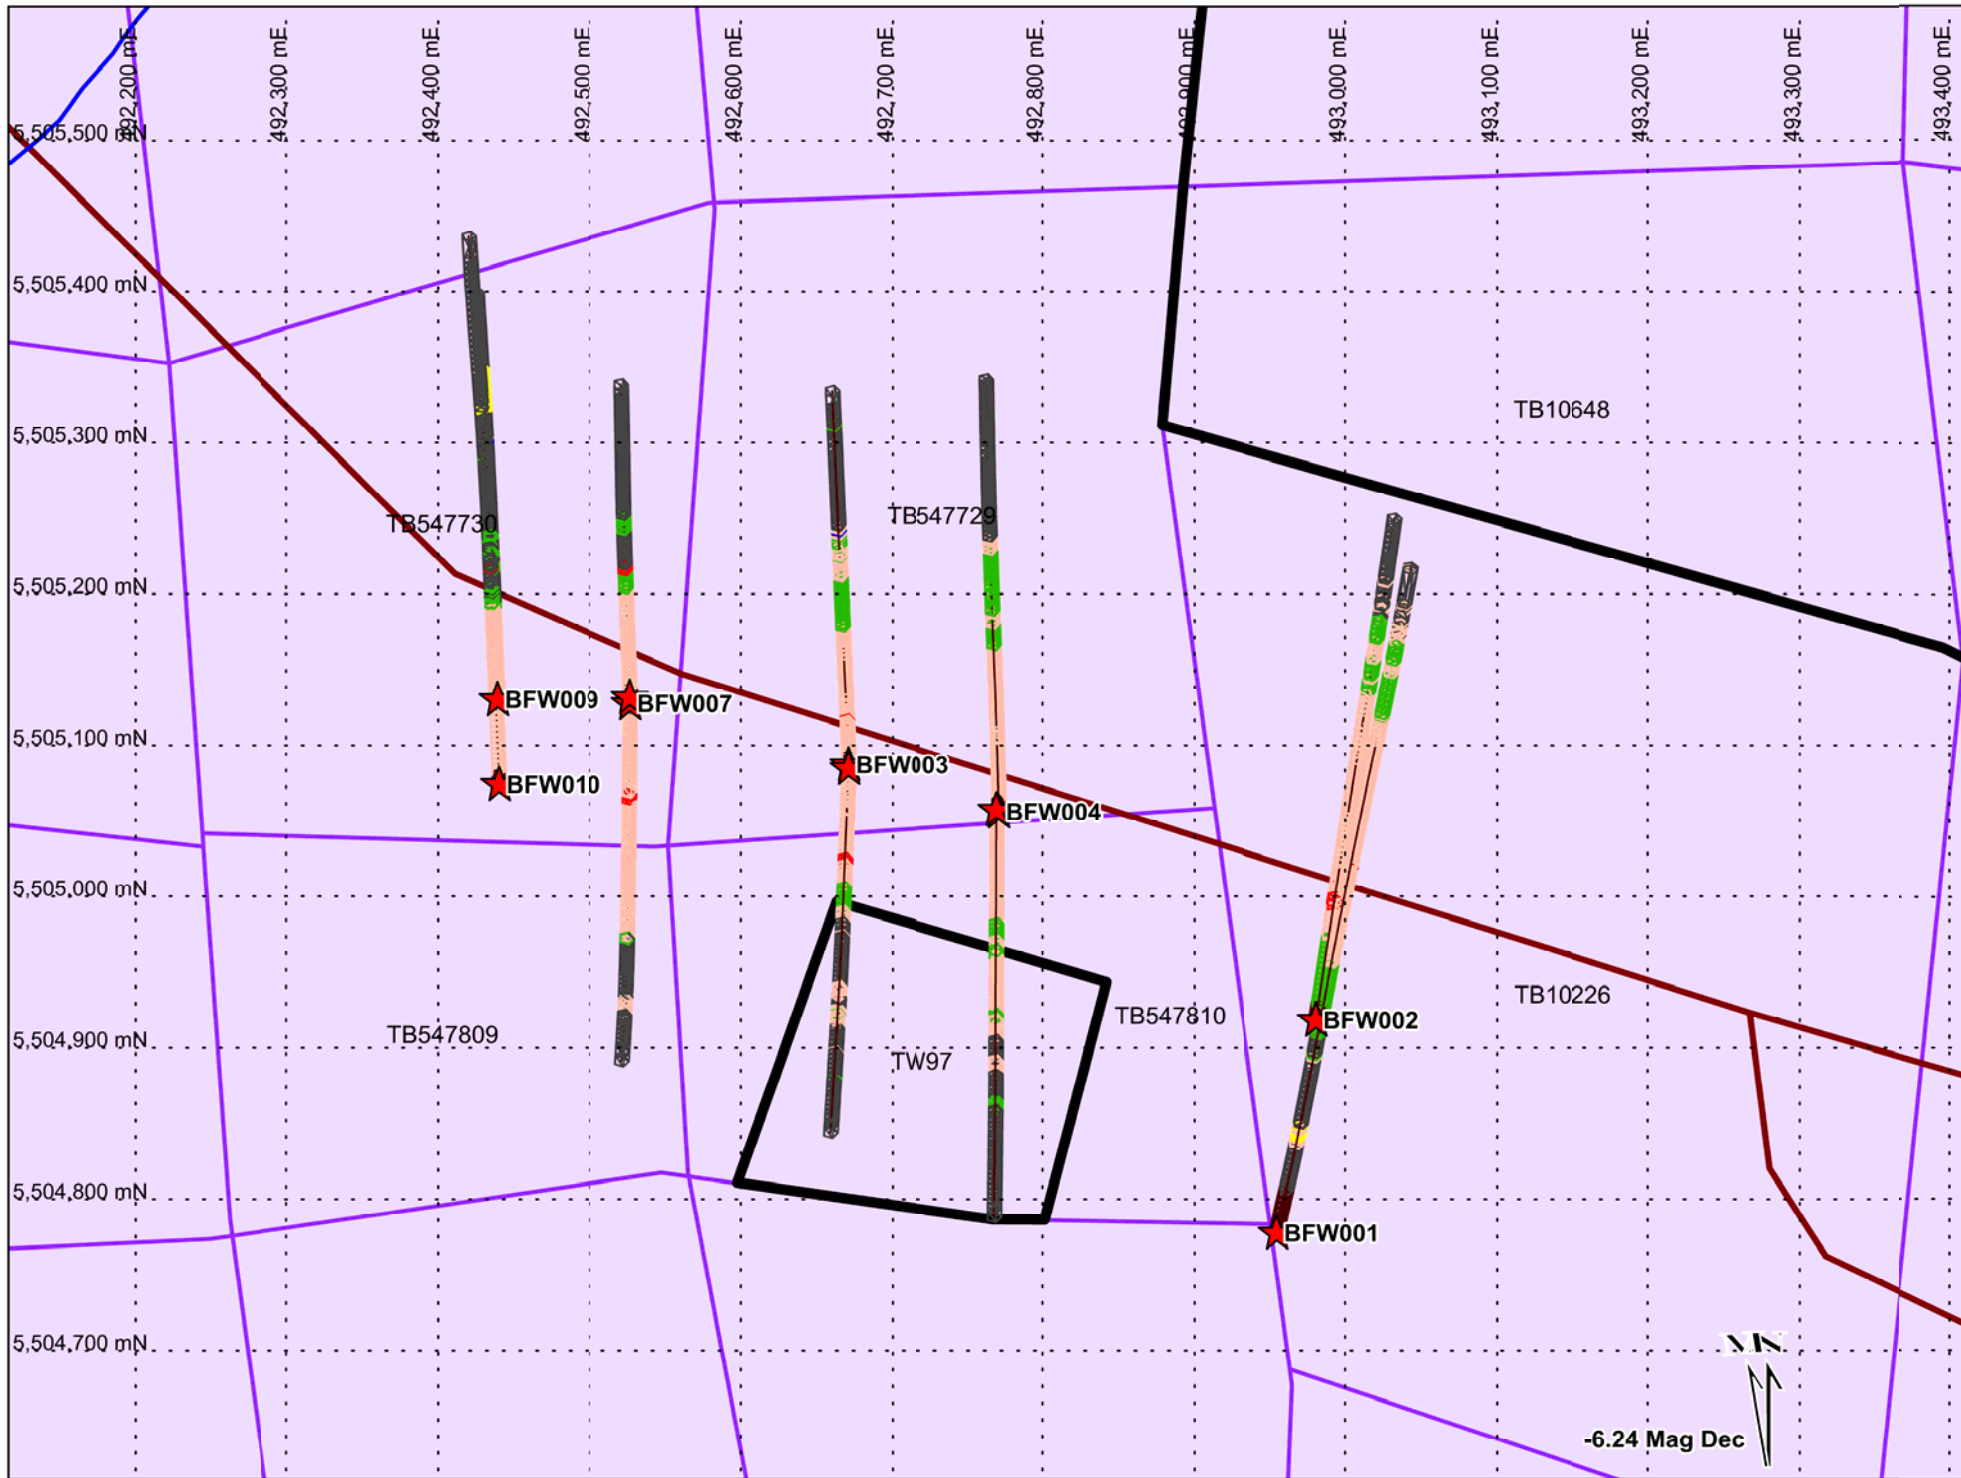 492,200 mE
492,300 mE
492,400 mE
492,500 mE
492,600 mE
492,700 mE
492,800 mE
492,900 mE
493,000 mE
493,100 mE
493,200 mE
493,300 mE
493,400 mE
5,505,500 mN
5,505,400 mN
5,505,300 mN
TB10648
TB547730
TB547729
5,505,200 mN
BFW009
BFW007
5,505,100 mN
BFW003
BFW010
BFW004
5,505,000 mN
TB10226
TB547810
BFW002
TB547809
5,504,900 mN
TW97
5,504,800 mN
BFW001
5,504,700 mN
-6.24 Mag Dec